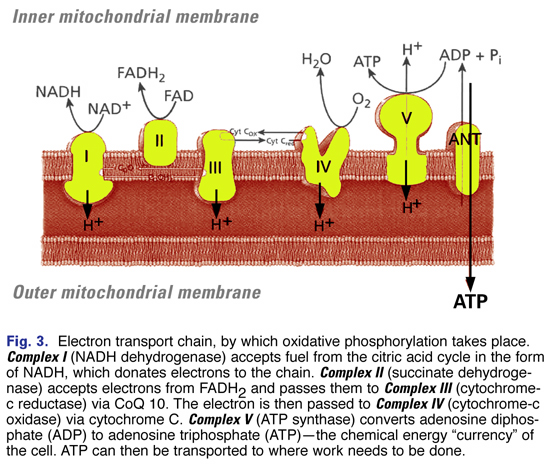 Inner mitochondrial membrane
H2O
ATP
H+
ADP + Pi
FADH2
NADH
FAD
NAD+
O2
V
II
Cyt COx
ANT
I
III
Cyt Cred
IV
H+
H+
H+
H+
Outer mitochondrial membrane
ATP
Fig. 3. Electron transport chain, by which oxidative phosphorylation takes place.
Complex I (NADH dehydrogenase) accepts fuel from the citric acid cycle in the form
of NADH, which donates electrons to the chain. Complex II (succinate dehydroge-
nase) accepts electrons from FADH2 and passes them to Complex III (cytochrome-
c reductase) via CoQ 10. The electron is then passed to Complex IV (cytochrome-c
oxidase) via cytochrome C. Complex V (ATP synthase) converts adenosine diphos-
phate (ADP) to adenosine triphosphate (ATP)—the chemical energy “currency” of
the cell. ATP can then be transported to where work needs to be done.